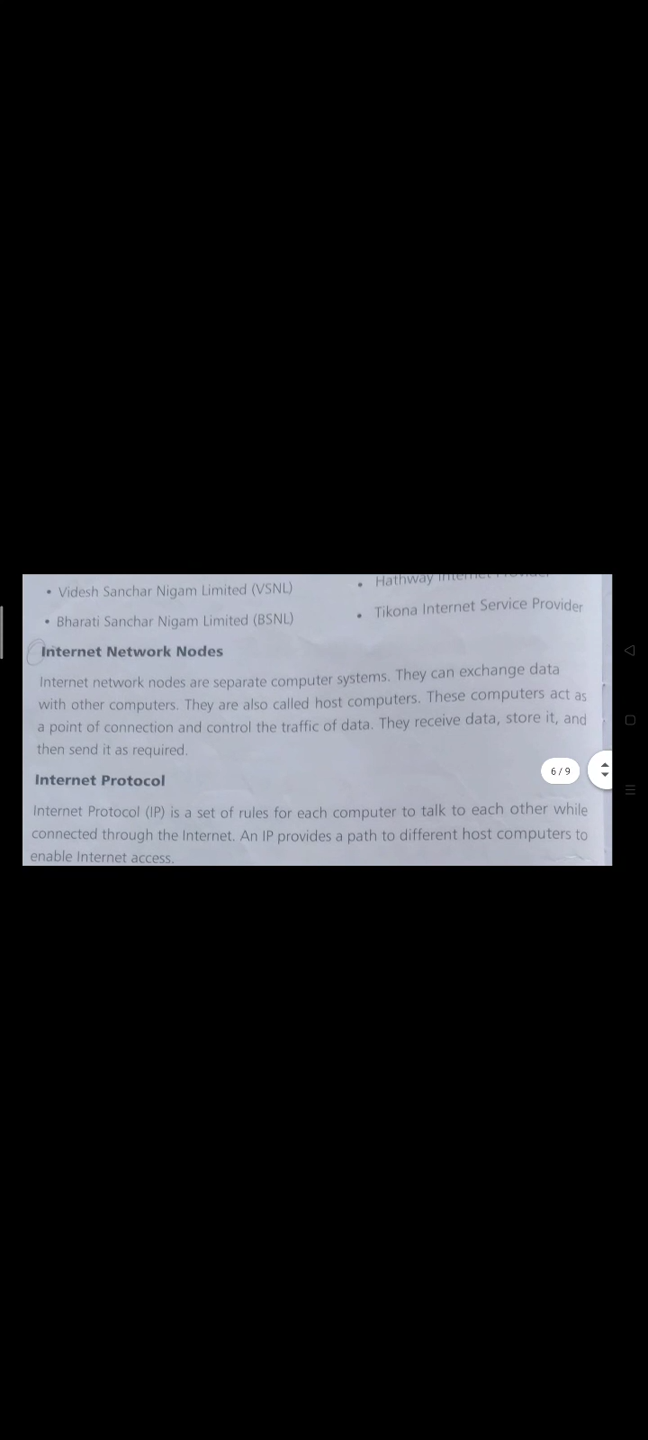 • Videsh Sanchar Nigam Limited (VSNL)
• Bharati Sanchar Nigam Limited (BSNL)
• Hathway Internet Provider
• Tikona Internet Service Provider
Internet Network Nodes
Internet network nodes are separate computer systems. They can exchange data
with other computers. They are also called host computers. These computers act as
a point of connection and control the traffic of data. They receive data, store it, and
then send it as required.
6 / 9
Internet Protocol
Internet Protocol (IP) is a set of rules for each computer to talk to each other while
connected through the Internet. An IP provides a path to different host computers to
enable Internet access.